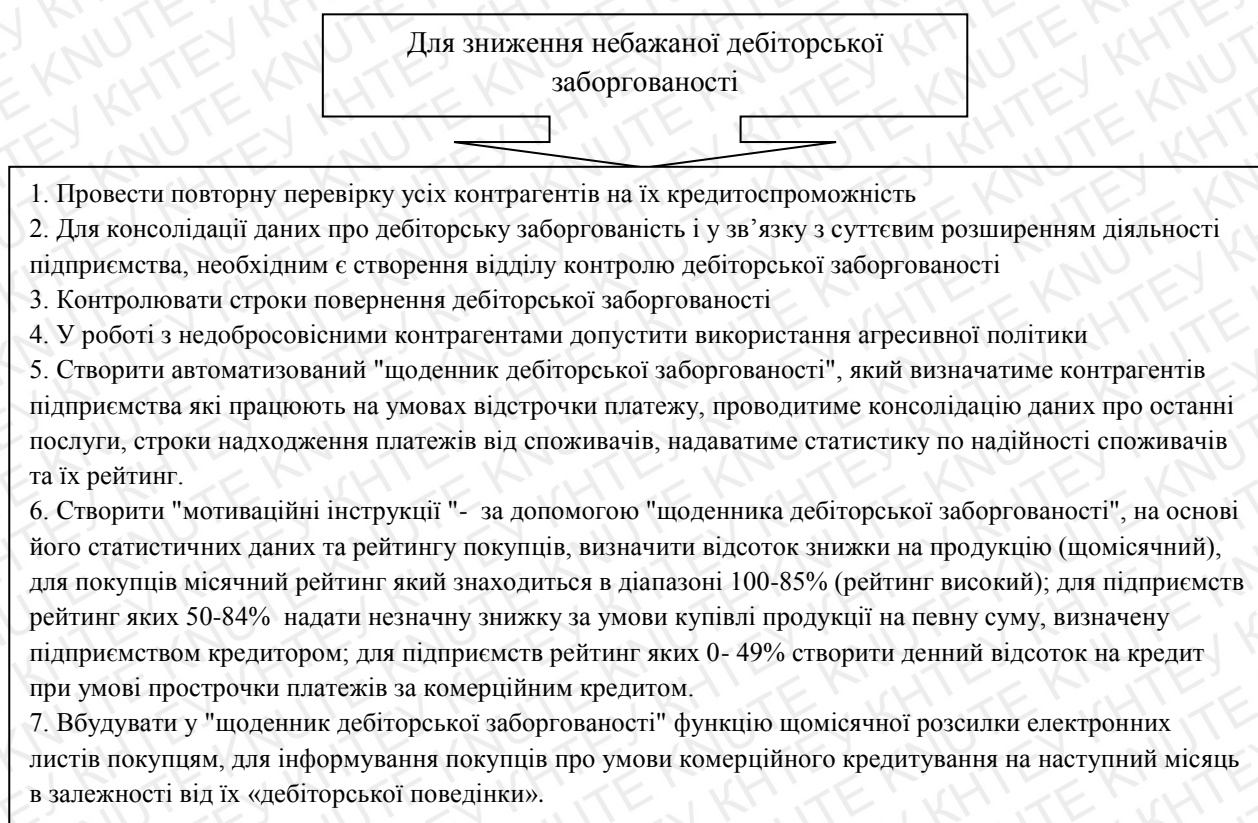 Для зниження небажаної дебіторської
заборгованості
1. Провести повторну перевірку усіх контрагентів на їх кредитоспроможність
2. Для консолідації даних про дебіторську заборгованість і у зв’язку з суттєвим розширенням діяльності
підприємства, необхідним є створення відділу контролю дебіторської заборгованості
3. Контролювати строки повернення дебіторської заборгованості
4. У роботі з недобросовісними контрагентами допустити використання агресивної політики
5. Створити автоматизований "щоденник дебіторської заборгованості", який визначатиме контрагентів
підприємства які працюють на умовах відстрочки платежу, проводитиме консолідацію даних про останні
послуги, строки надходження платежів від споживачів, надаватиме статистику по надійності споживачів
та їх рейтинг.
6. Створити "мотиваційні інструкції "- за допомогою "щоденника дебіторської заборгованості", на основі
його статистичних даних та рейтингу покупців, визначити відсоток знижки на продукцію (щомісячний),
для покупців місячний рейтинг який знаходиться в діапазоні 100-85% (рейтинг високий); для підприємств
рейтинг яких 50-84% надати незначну знижку за умови купівлі продукції на певну суму, визначену
підприємством кредитором; для підприємств рейтинг яких 0- 49% створити денний відсоток на кредит
при умові прострочки платежів за комерційним кредитом.
7. Вбудувати у "щоденник дебіторської заборгованості" функцію щомісячної розсилки електронних
листів покупцям, для інформування покупців про умови комерційного кредитування на наступний місяць
в залежності від їх «дебіторської поведінки».